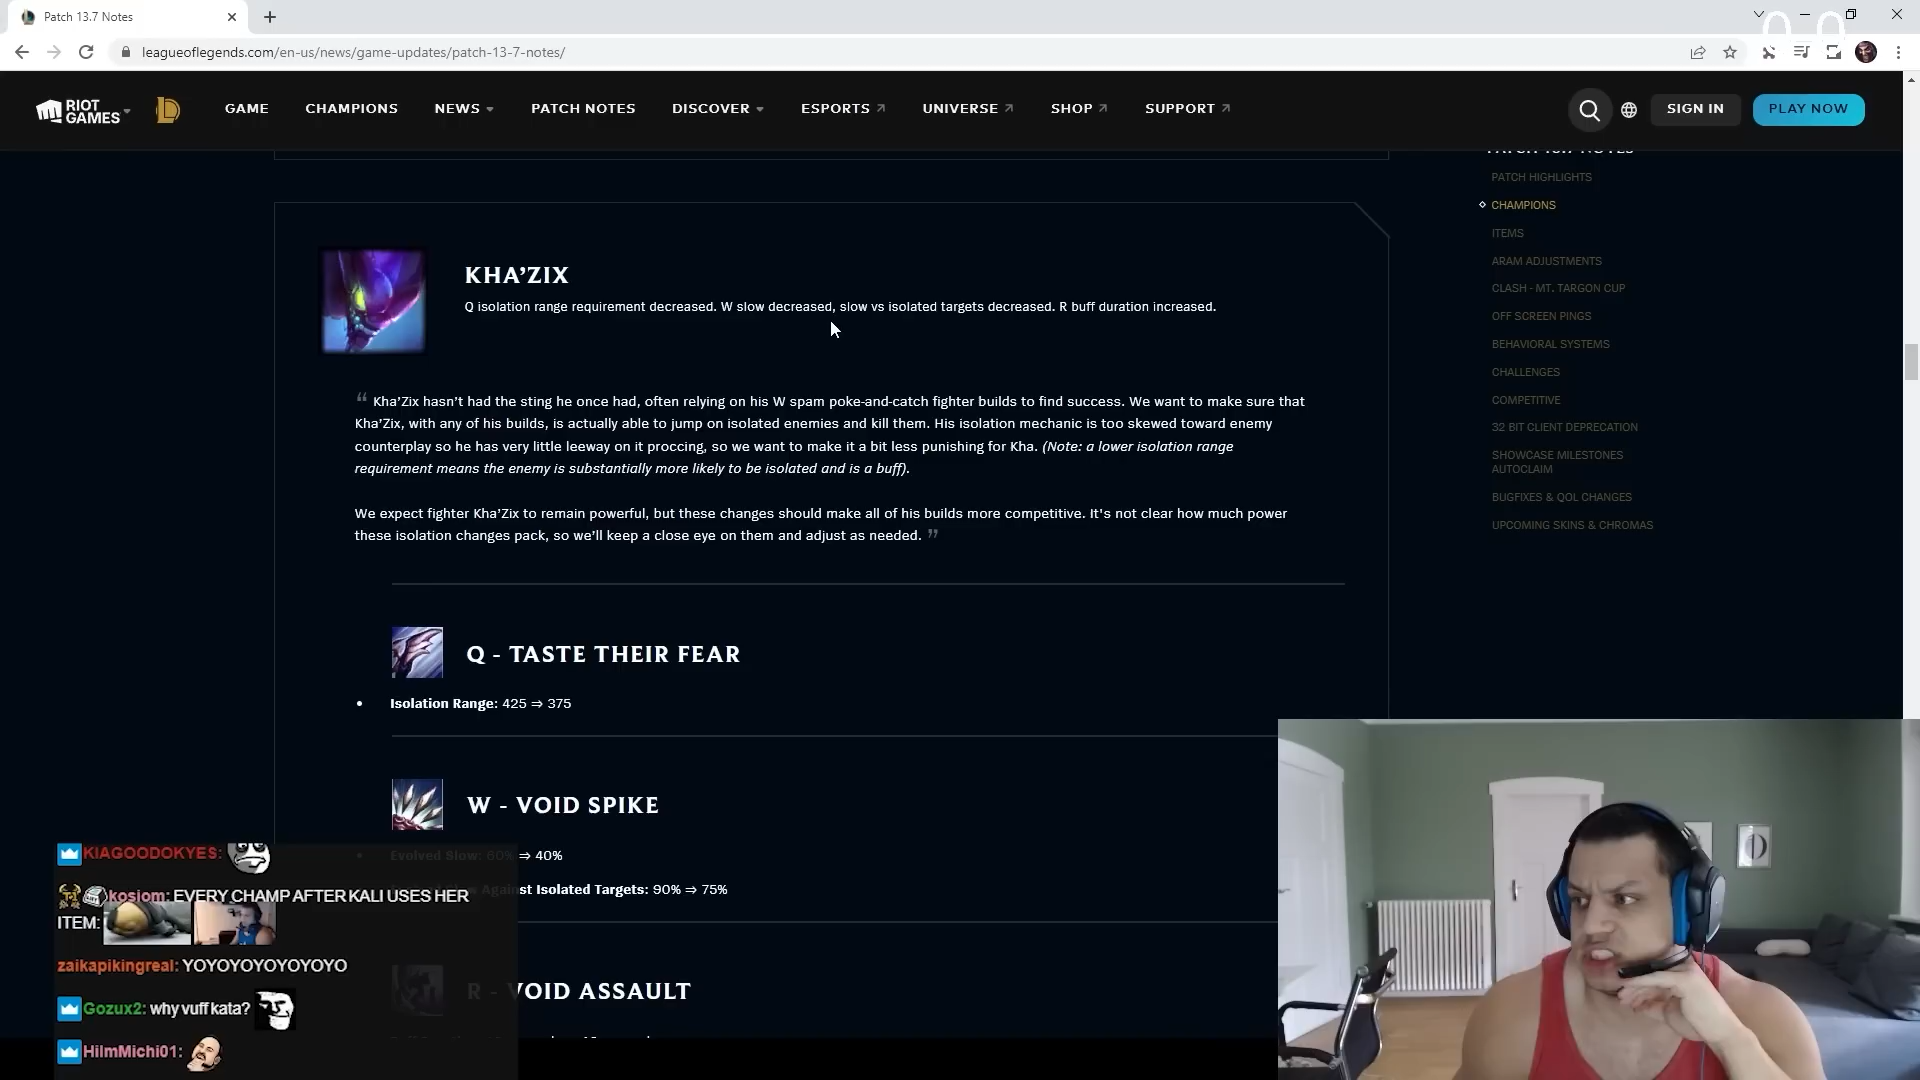 Patch 13.7 Notes
leagueoflegends.com/en-us/news/game-updates/patch-13-7-notes/
RIOT GAMES GAME CHAMPIONS NEWS PATCH NOTES DISCOVER ESPORTS UNIVERSE SHOP SUPPORT SIGN IN PLAY NOW
KHA'ZIX
Q isolation range requirement decreased. W slow decreased, slow vs isolated targets decreased. R buff duration increased.
“ Kha'Zix hasn't had the sting he once had, often relying on his W spam poke-and-catch fighter builds to find success. We want to make sure that
Kha'Zix, with any of his builds, is actually able to jump on isolated enemies and kill them. His isolation mechanic is too skewed toward enemy
counterplay so he has very little leeway on it proccing, so we want to make it a bit less punishing for Kha. (Note: a lower isolation range
requirement means the enemy is substantially more likely to be isolated and is a buff).
We expect fighter Kha'Zix to remain powerful, but these changes should make all of his builds more competitive. It's not clear how much power
these isolation changes pack, so we'll keep a close eye on them and adjust as needed. ”
Q - TASTE THEIR FEAR
• Isolation Range: 425 ⇒ 375
W - VOID SPIKE
• Evolved Slow: 60% ⇒ 40%
Against Isolated Targets: 90% ⇒ 75%
R - VOID ASSAULT
PATCH 13.7 NOTES
PATCH HIGHLIGHTS
CHAMPIONS
ITEMS
ARAM ADJUSTMENTS
CLASH - MT. TARGON CUP
OFF SCREEN PINGS
BEHAVIORAL SYSTEMS
CHALLENGES
COMPETITIVE
32 BIT CLIENT DEPRECATION
SHOWCASE MILESTONES
AUTOCLAIM
BUGFIXES & QOL CHANGES
UPCOMING SKINS & CHROMAS
KIAGOODOKYES:
kosiom: EVERY CHAMP AFTER KALI USES HER
ITEM:
zaikapikingreal: YOYOYOYOYOYOYO
Gozux2: why vuff kata?
HilmMichi01: